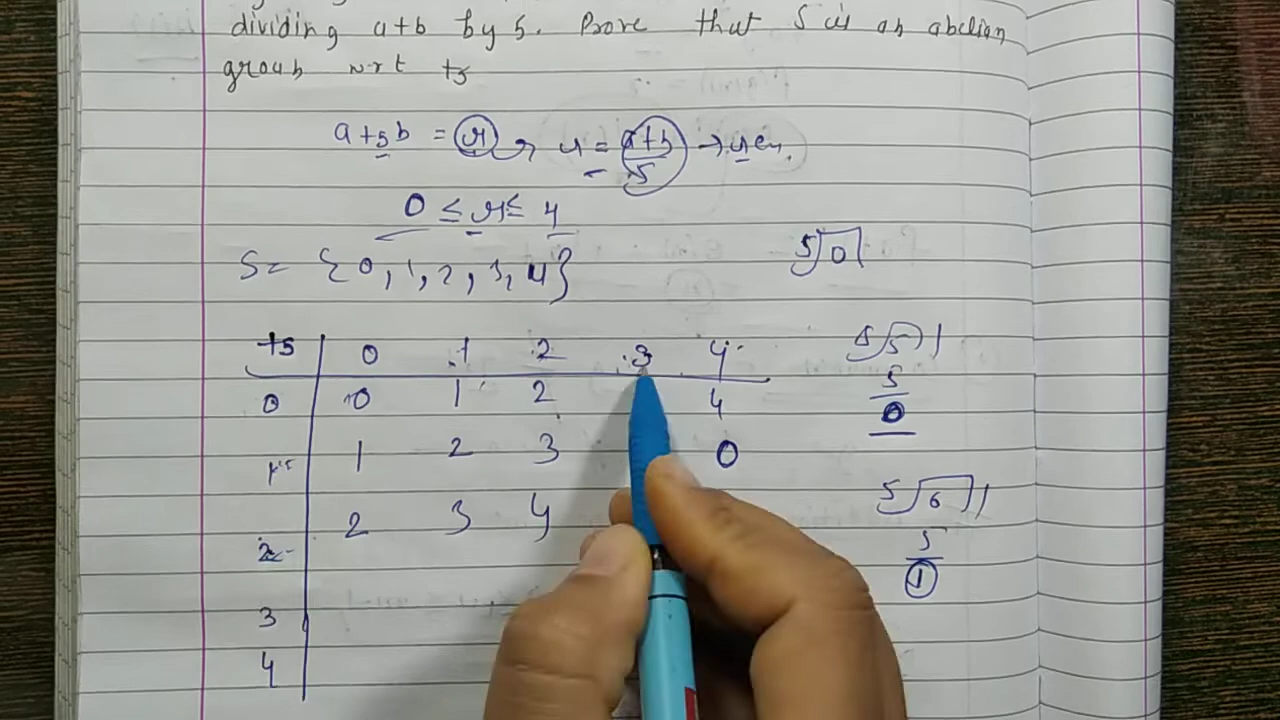 dividing a+b by 5. Prove that S is an abelian
group w.r.t +5
a +5 b = r r = a+b/5 → rem.
0 ≤ r ≤ 4
S = {0, 1, 2, 3, 4}
5)0
+5 0 1 2 3 4
0 0 1 2 4
1 1 2 3 0
2 2 3 4
3
4
5)5(1
5
0
5)6(1
5
1